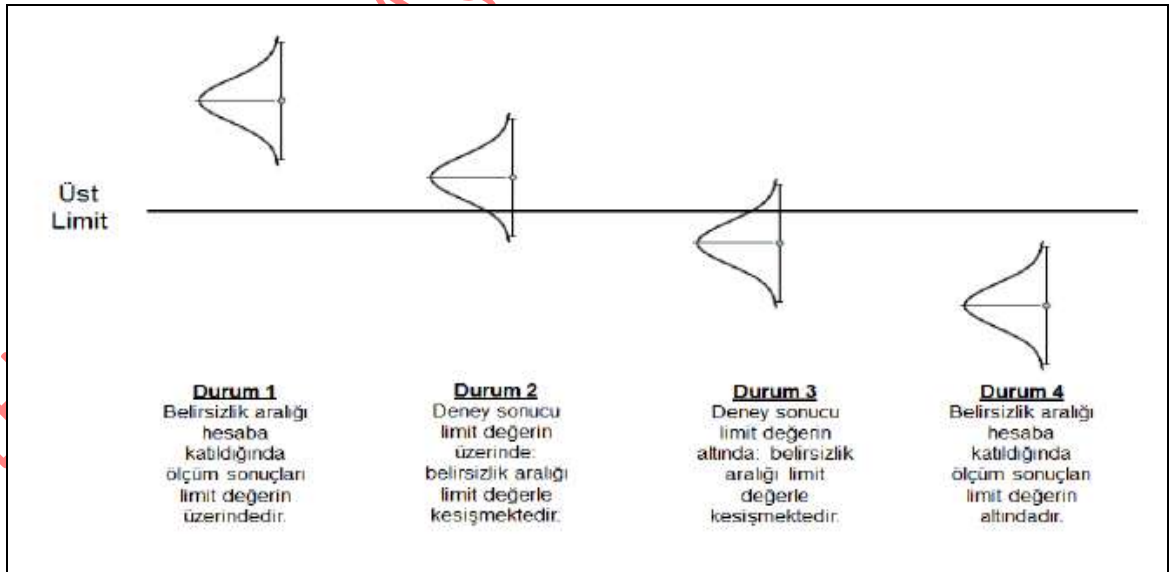 Üst
Limit
Durum 1
Belirsizlik aralığı
hesaba
katıldığında
ölçüm sonuçları
limit değerin
üzerindedir.
Durum 2
Deney sonucu
limit değerin
üzerinde:
belirsizlik aralığı
limit değerle
kesişmektedir.
Durum 3
Deney sonucu
limit değerin
altında: belirsizlik
aralığı limit
değerle
kesişmektedir.
Durum 4
Belirsizlik aralığı
hesaba
katıldığında
ölçüm sonuçları
limit değerin
altındadır.